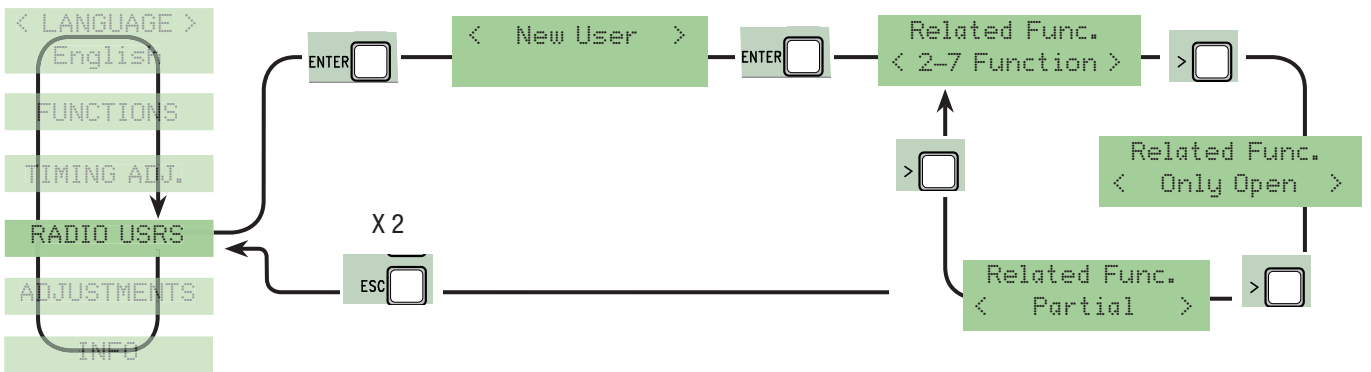 < LANGUAGE >
English
FUNCTIONS
TIMING ADJ.
RADIO USRS
ADJUSTMENTS
INFO
ENTER
< New User >
ENTER
Related Func.
< 2–7 Function >
>
Related Func.
< Only Open >
>
Related Func.
< Partial >
>
X 2
ESC